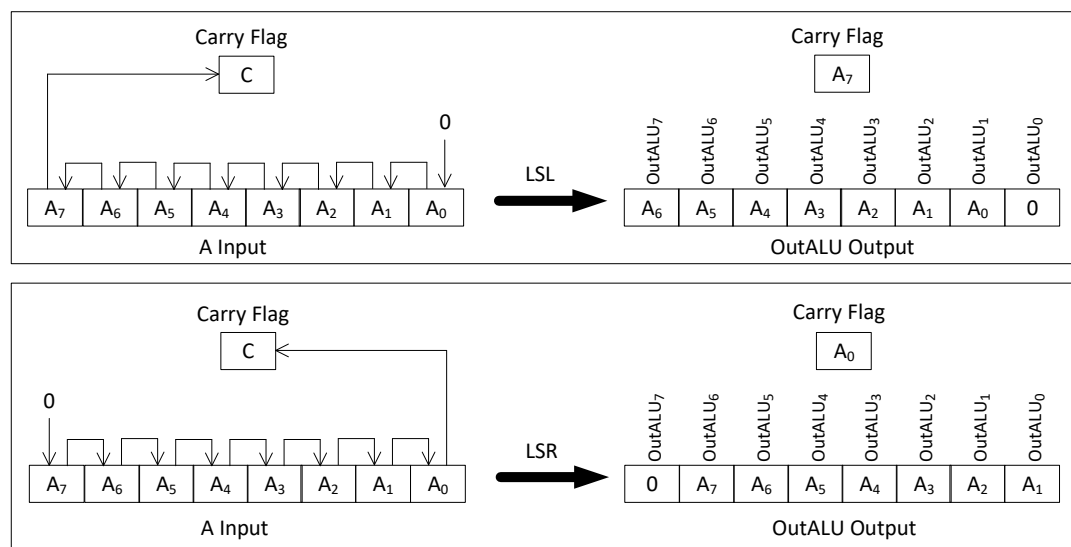 Carry Flag
C
0
A₇ A₆ A₅ A₄ A₃ A₂ A₁ A₀
A Input
LSL
Carry Flag
A₇
OutALU₇ OutALU₆ OutALU₅ OutALU₄ OutALU₃ OutALU₂ OutALU₁ OutALU₀
A₆ A₅ A₄ A₃ A₂ A₁ A₀ 0
OutALU Output
Carry Flag
C
0
A₇ A₆ A₅ A₄ A₃ A₂ A₁ A₀
A Input
LSR
Carry Flag
A₀
OutALU₇ OutALU₆ OutALU₅ OutALU₄ OutALU₃ OutALU₂ OutALU₁ OutALU₀
0 A₇ A₆ A₅ A₄ A₃ A₂ A₁
OutALU Output